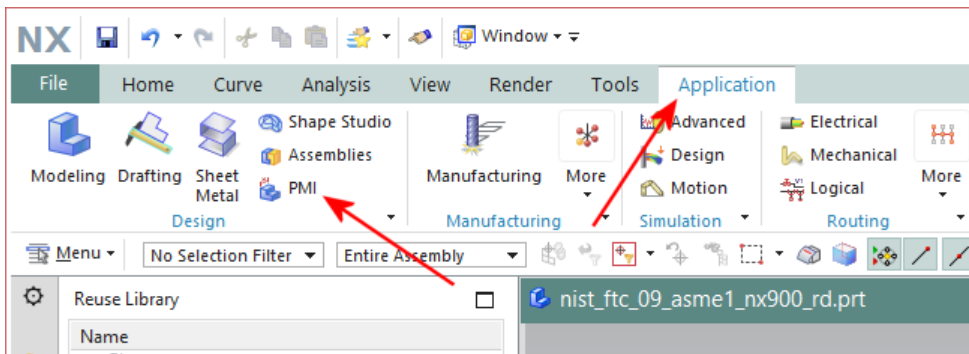 NX Window
File Home Curve Analysis View Render Tools Application
Shape Studio Advanced Electrical
Assemblies Design Mechanical
Modeling Drafting Sheet Metal PMI Manufacturing More Motion Logical More
Design Manufacturing Simulation Routing
Menu No Selection Filter Entire Assembly
Reuse Library nist_ftc_09_asme1_nx900_rd.prt
Name